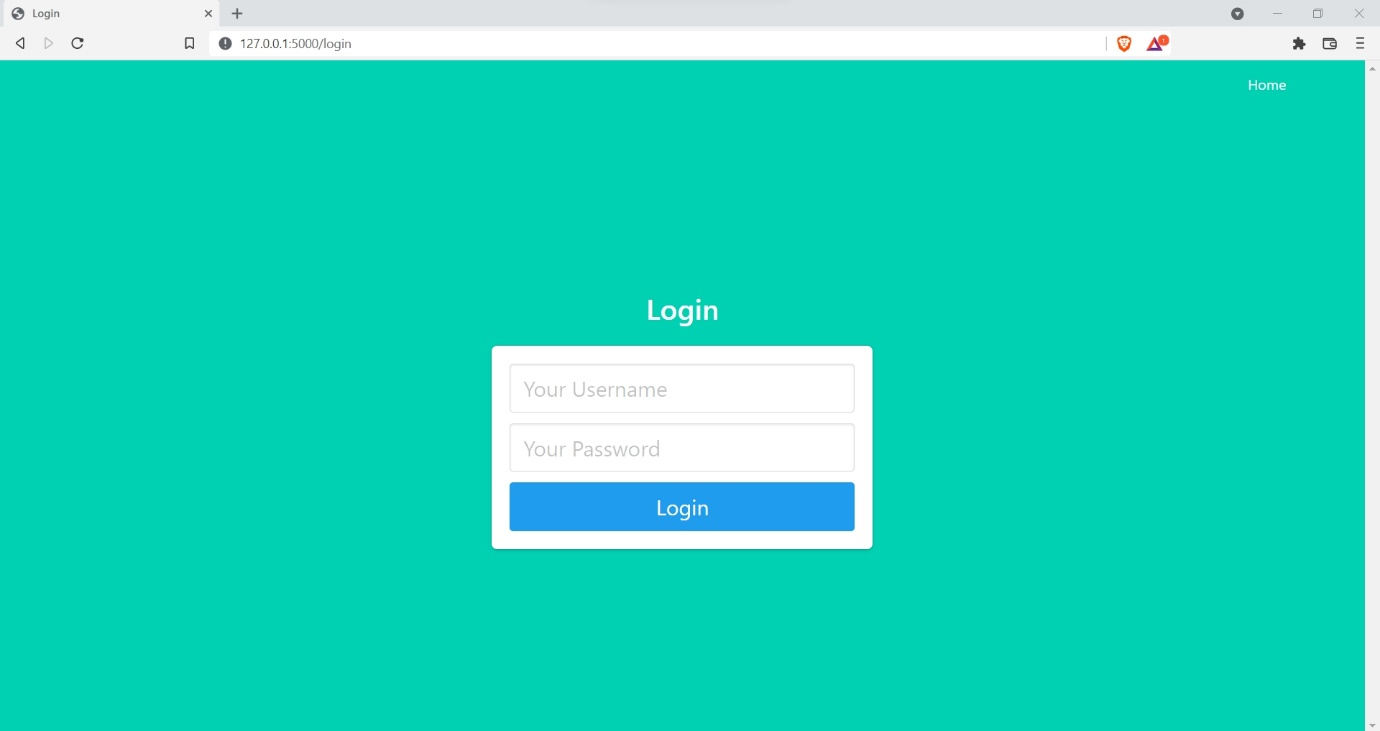 Login
127.0.0.1:5000/login
Home
Login
Your Username
Your Password
Login